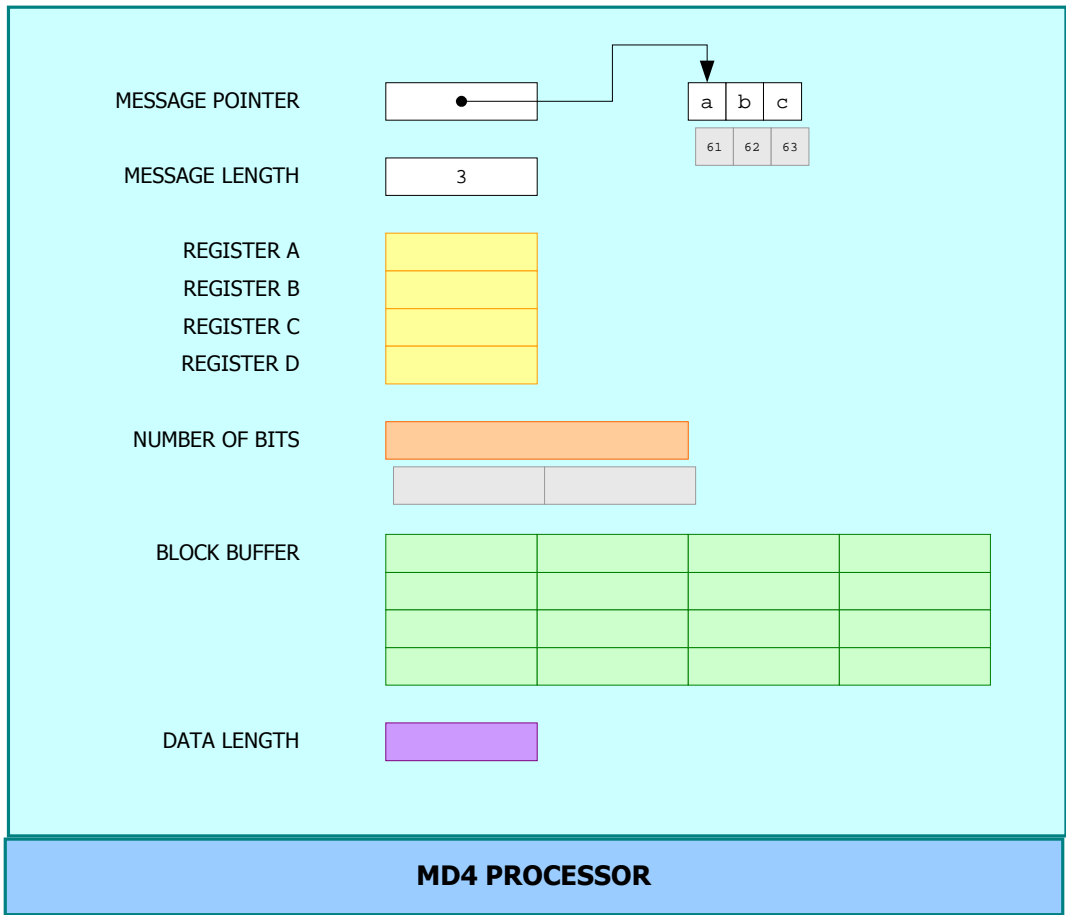 MESSAGE POINTER
a b c
61 62 63
MESSAGE LENGTH
3
REGISTER A
REGISTER B
REGISTER C
REGISTER D
NUMBER OF BITS
BLOCK BUFFER
DATA LENGTH
MD4 PROCESSOR